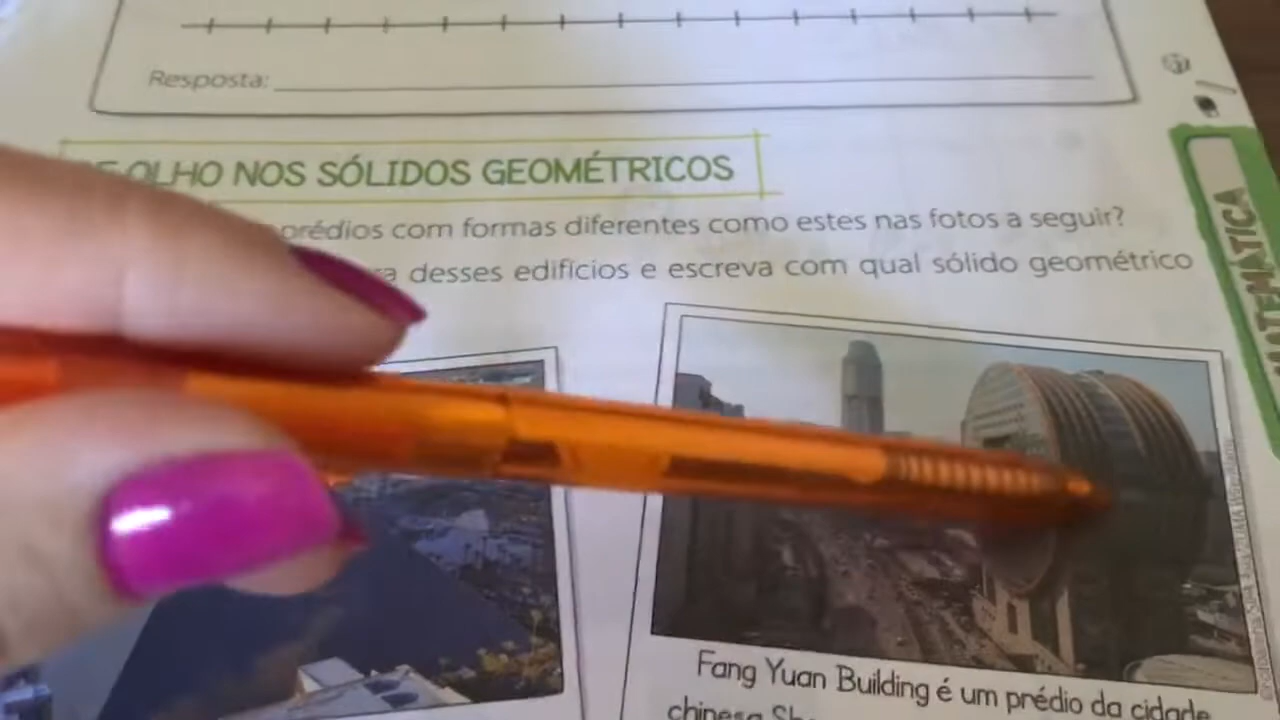 Resposta:
OLHO NOS SÓLIDOS GEOMÉTRICOS
prédios com formas diferentes como estes nas fotos a seguir?
desses edifícios e escreva com qual sólido geométrico
MATEMÁTICA
Fang Yuan Building é um prédio da cidade
chinesa